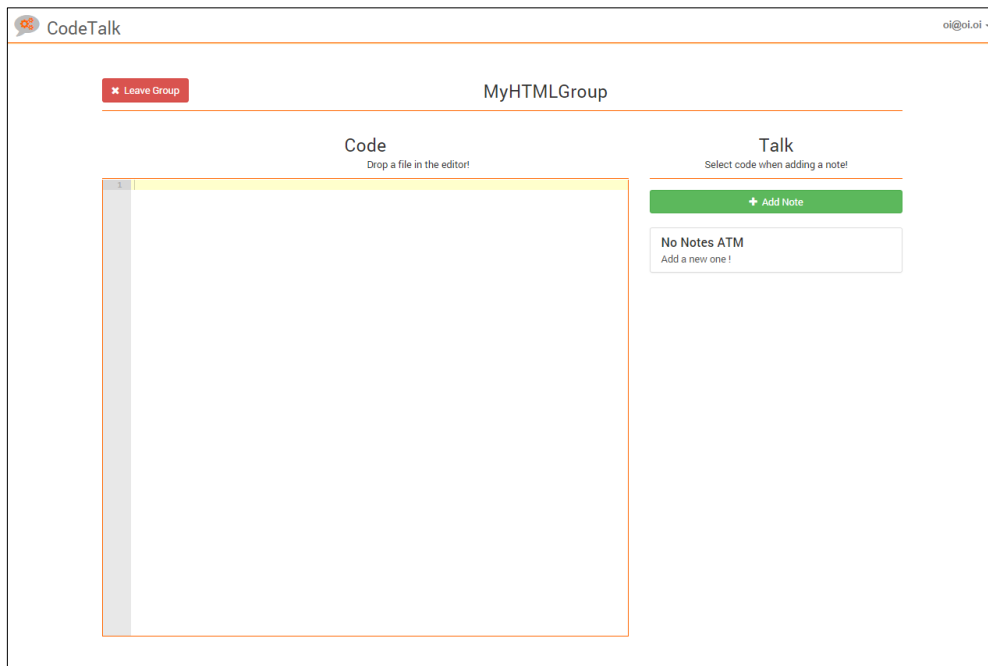 CodeTalk
oi@oi.oi
Leave Group
MyHTMLGroup
Code
Drop a file in the editor!
Talk
Select code when adding a note!
1
Add Note
No Notes ATM
Add a new one !